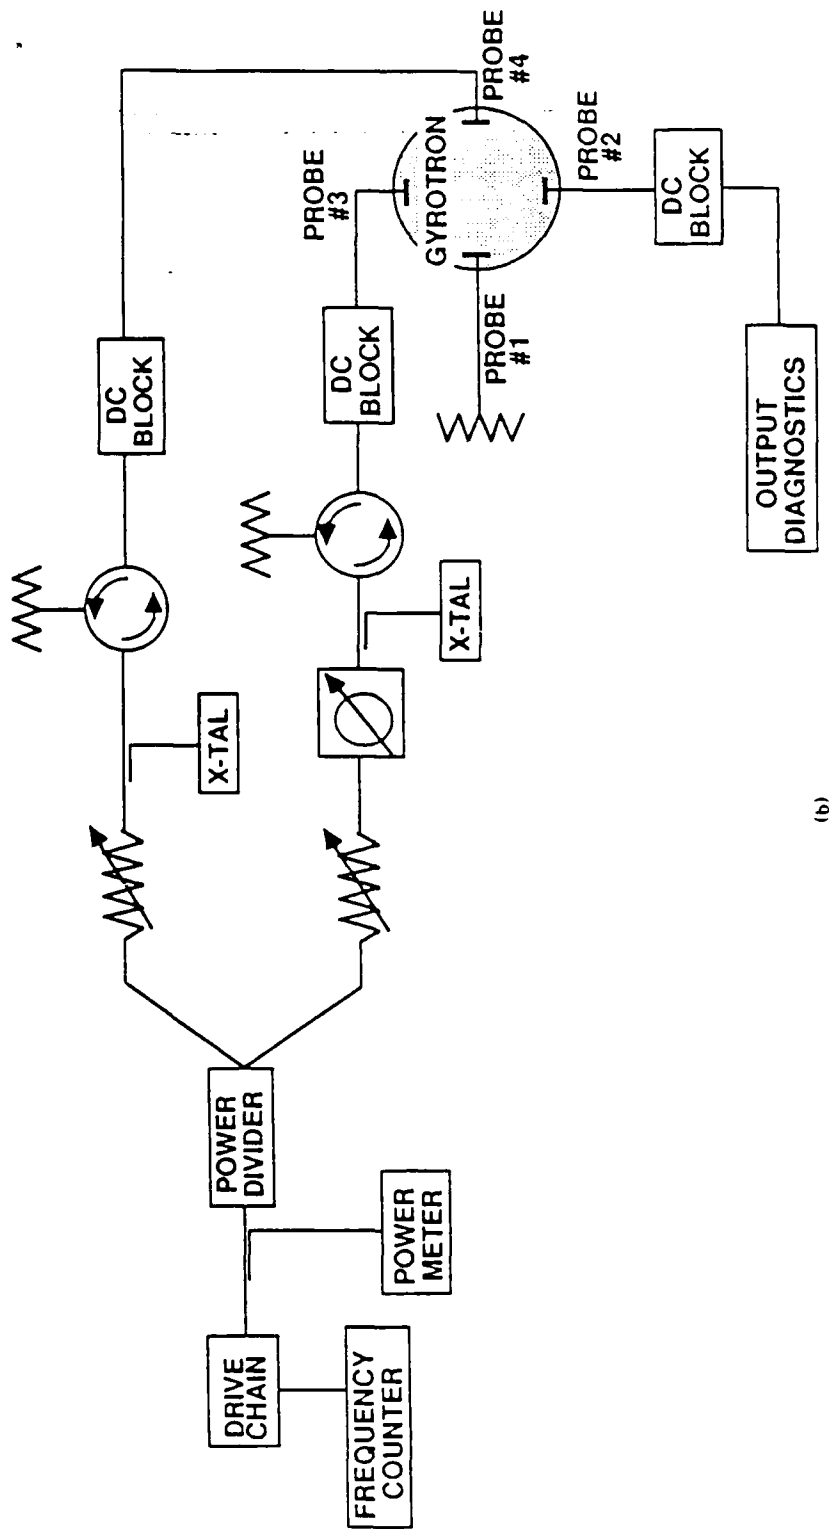 DRIVE
CHAIN
FREQUENCY
COUNTER
POWER
METER
POWER
DIVIDER
X-TAL
X-TAL
DC
BLOCK
DC
BLOCK
PROBE
#3
PROBE
#4
GYROTRON
PROBE
#1
PROBE
#2
DC
BLOCK
OUTPUT
DIAGNOSTICS
(b)